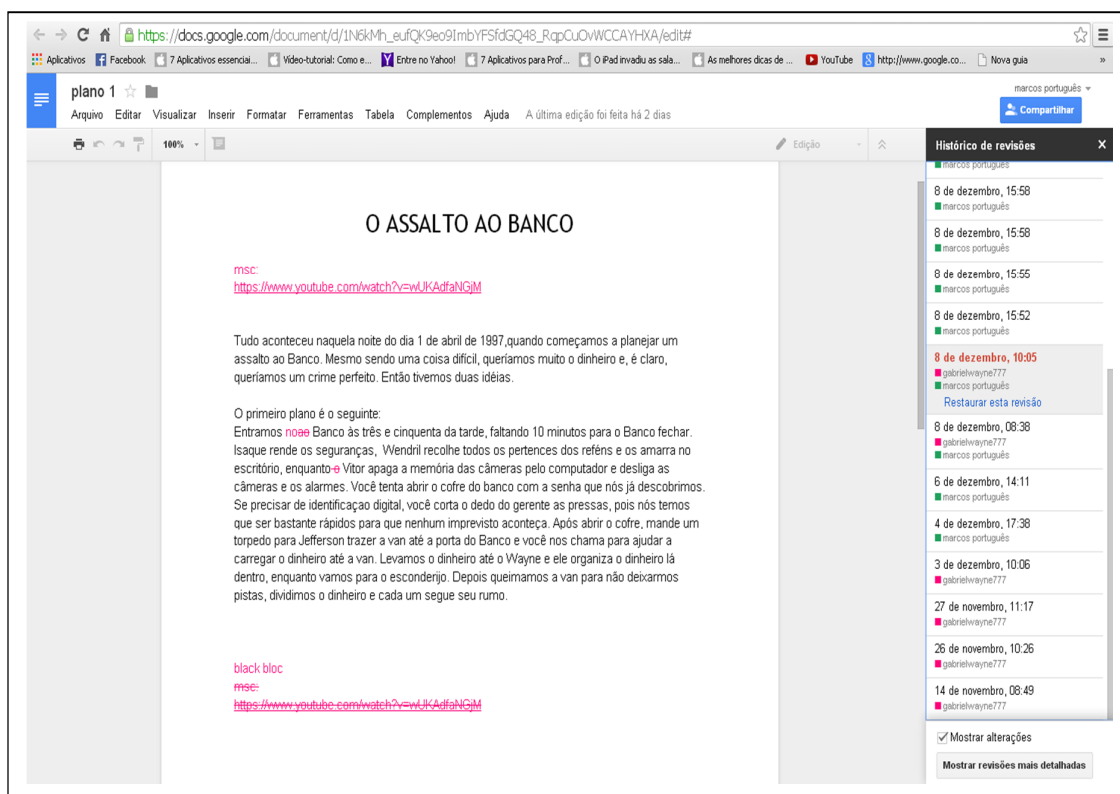 https://docs.google.com/document/d/1N6kMh_eufQK9eo9ImbYFSfdGQ48_RqpCuOvWCCAYHXA/edit#
Aplicativos Facebook 7 Aplicativos essenciai... Vídeo-tutorial: Como e... Entre no Yahoo! 7 Aplicativos para Prof... O iPad invadiu as sala... As melhores dicas de ... YouTube http://www.google.co... Nova guia »
plano 1
marcos português
Arquivo Editar Visualizar Inserir Formatar Ferramentas Tabela Complementos Ajuda A última edição foi feita há 2 dias
Compartilhar
100%
Edição
O ASSALTO AO BANCO
msc:
https://www.youtube.com/watch?v=wUKAdfaNGjM
Tudo aconteceu naquela noite do dia 1 de abril de 1997,quando começamos a planejar um
assalto ao Banco. Mesmo sendo uma coisa difícil, queríamos muito o dinheiro e, é claro,
queríamos um crime perfeito. Então tivemos duas idéias.
O primeiro plano é o seguinte:
Entramos noao Banco às três e cinquenta da tarde, faltando 10 minutos para o Banco fechar.
Isaque rende os seguranças, Wendril recolhe todos os pertences dos reféns e os amarra no
escritório, enquanto o Vitor apaga a memória das câmeras pelo computador e desliga as
câmeras e os alarmes. Você tenta abrir o cofre do banco com a senha que nós já descobrimos.
Se precisar de identificaçao digital, você corta o dedo do gerente as pressas, pois nós temos
que ser bastante rápidos para que nenhum imprevisto aconteça. Após abrir o cofre, mande um
torpedo para Jefferson trazer a van até a porta do Banco e você nos chama para ajudar a
carregar o dinheiro até a van. Levamos o dinheiro até o Wayne e ele organiza o dinheiro lá
dentro, enquanto vamos para o esconderijo. Depois queimamos a van para não deixarmos
pistas, dividimos o dinheiro e cada um segue seu rumo.
black bloc
msc:
https://www.youtube.com/watch?v=wUKAdfaNGjM
Histórico de revisões X
marcos português
8 de dezembro, 15:58
marcos português
8 de dezembro, 15:58
marcos português
8 de dezembro, 15:55
marcos português
8 de dezembro, 15:52
marcos português
8 de dezembro, 10:05
gabrielwayne777
marcos português
Restaurar esta revisão
8 de dezembro, 08:38
gabrielwayne777
marcos português
6 de dezembro, 14:11
marcos português
4 de dezembro, 17:38
marcos português
3 de dezembro, 10:06
gabrielwayne777
27 de novembro, 11:17
gabrielwayne777
26 de novembro, 10:26
gabrielwayne777
14 de novembro, 08:49
gabrielwayne777
Mostrar alterações
Mostrar revisões mais detalhadas